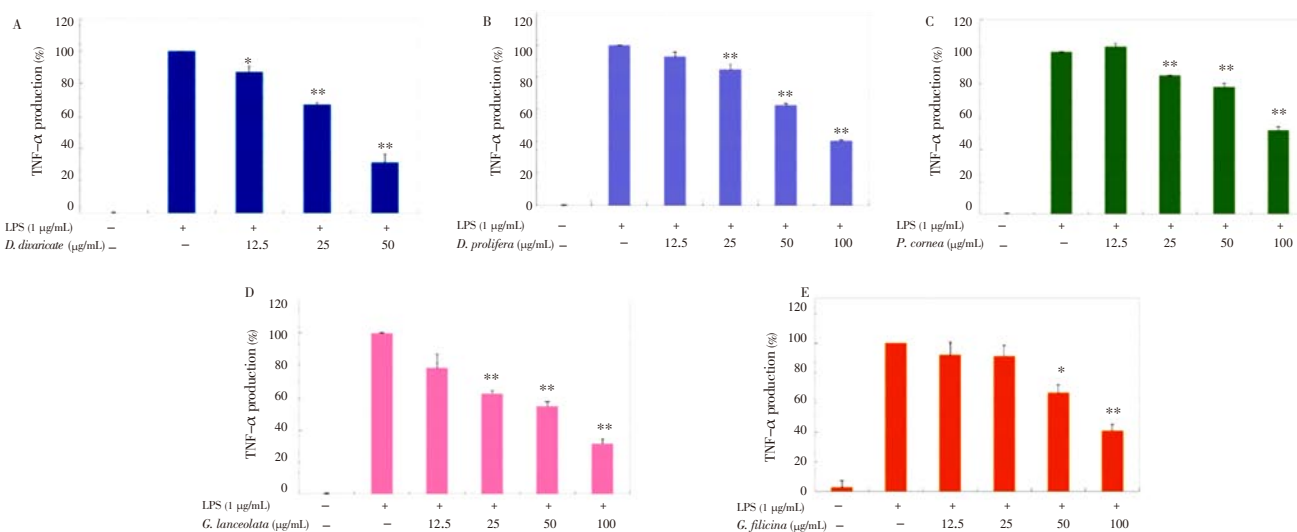 A
TNF-α production (%)
120
100
80
60
40
20
0
*
**
**
LPS (1 μg/mL) – + + + +
D. divaricate (μg/mL) – – 12.5 25 50
B
TNF-α production (%)
120
100
80
60
40
20
0
**
**
**
LPS (1 μg/mL) – + + + + +
D. prolifera (μg/mL) – – 12.5 25 50 100
C
TNF-α production (%)
120
100
80
60
40
20
0
**
**
**
LPS (1 μg/mL) – + + + + +
P. cornea (μg/mL) – – 12.5 25 50 100
D
TNF-α production (%)
120
100
80
60
40
20
0
**
**
**
LPS (1 μg/mL) – + + + + +
G. lanceolata (μg/mL) – – 12.5 25 50 100
E
TNF-α production (%)
120
100
80
60
40
20
0
*
**
LPS (1 μg/mL) – + + + + +
G. filicina (μg/mL) – – 12.5 25 50 100